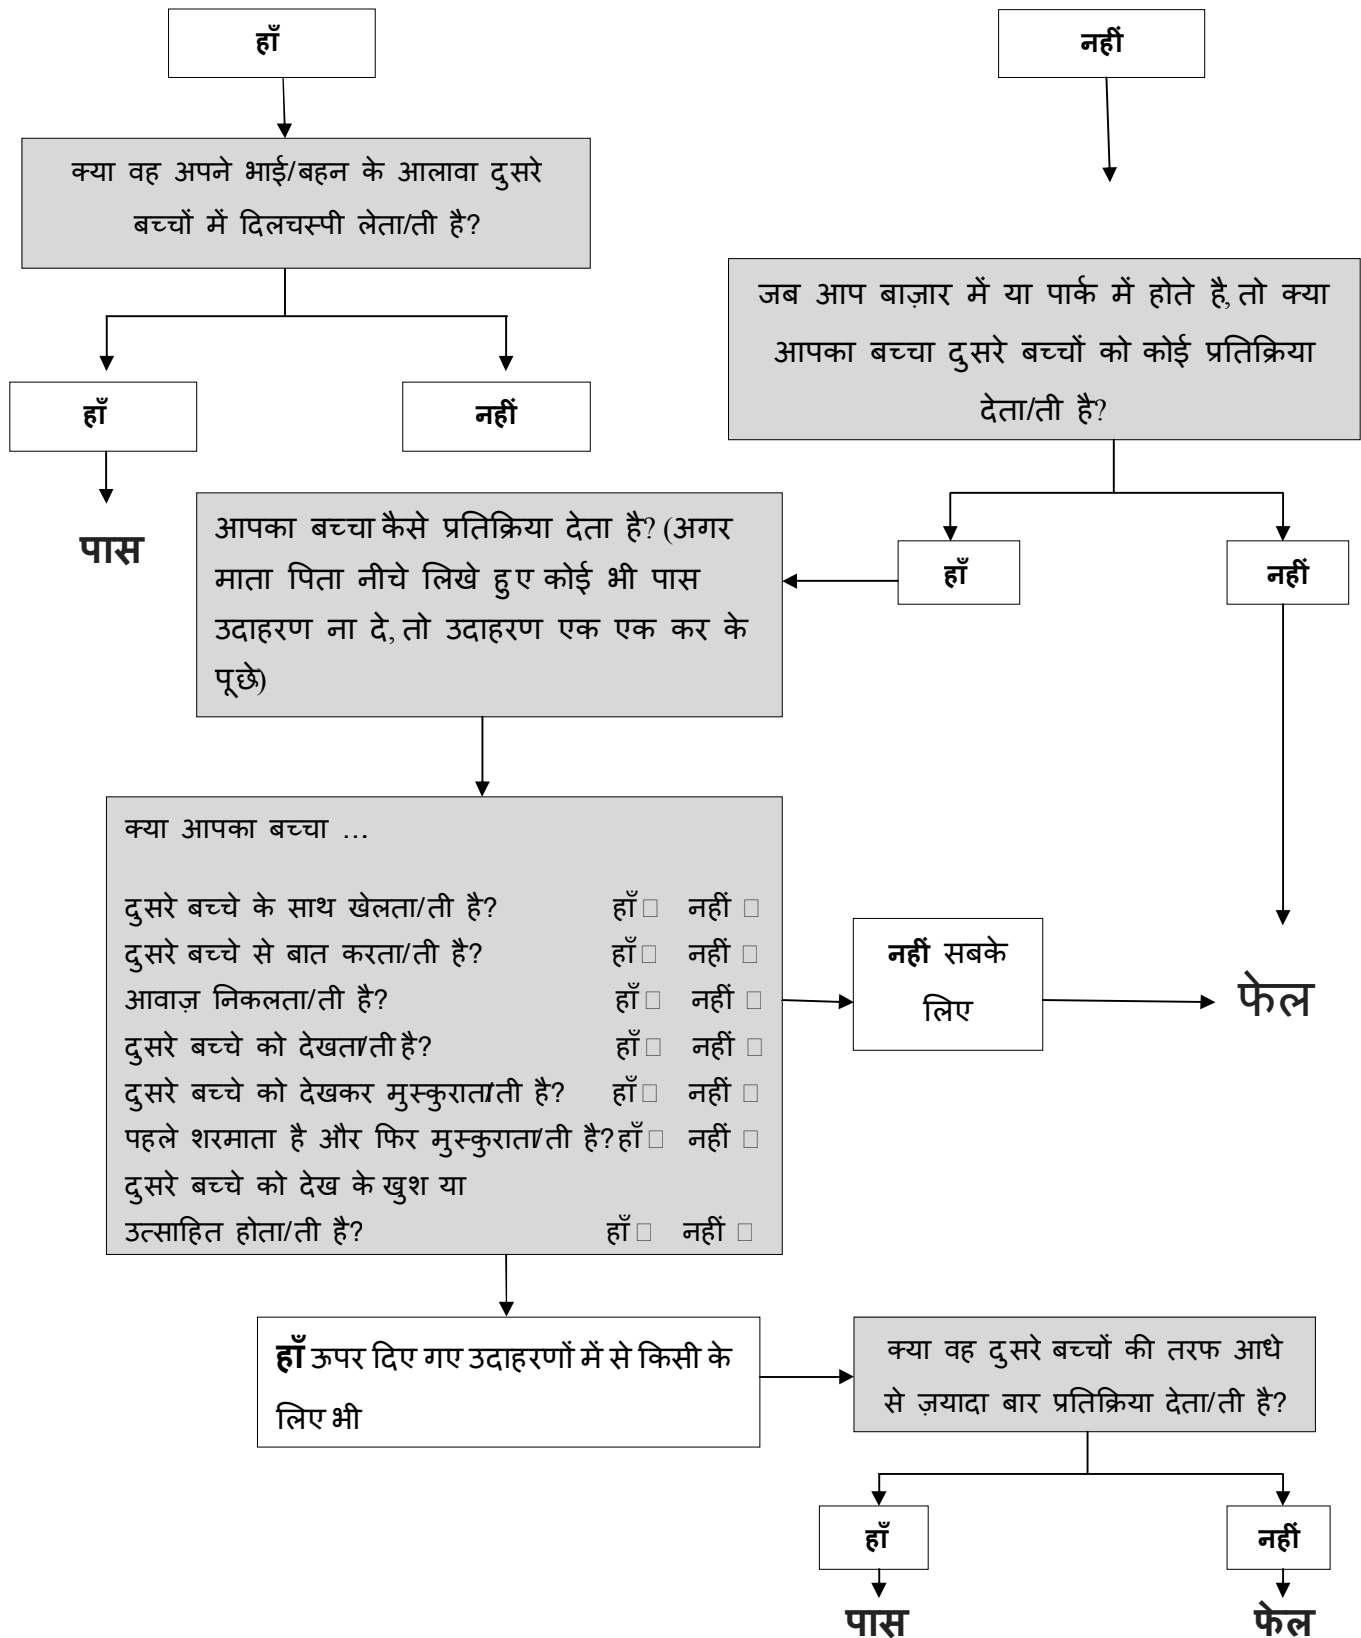 हाँ
नहीं
क्या वह अपने भाई/बहन के आलावा दुसरे
बच्चों में दिलचस्पी लेता/ती है?
जब आप बाज़ार में या पार्क में होते है, तो क्या
आपका बच्चा दुसरे बच्चों को कोई प्रतिक्रिया
देता/ती है?
हाँ
नहीं
पास
आपका बच्चा कैसे प्रतिक्रिया देता है? (अगर
माता पिता नीचे लिखे हुए कोई भी पास
उदाहरण ना दे, तो उदाहरण एक एक कर के
पूछे)
हाँ
नहीं
क्या आपका बच्चा ...
दुसरे बच्चे के साथ खेलता/ती है? हाँ □ नहीं □
दुसरे बच्चे से बात करता/ती है? हाँ □ नहीं □
आवाज़ निकलता/ती है? हाँ □ नहीं □
दुसरे बच्चे को देखता/ती है? हाँ □ नहीं □
दुसरे बच्चे को देखकर मुस्कुराता/ती है? हाँ □ नहीं □
पहले शरमाता है और फिर मुस्कुराता/ती है? हाँ □ नहीं □
दुसरे बच्चे को देख के खुश या
उत्साहित होता/ती है? हाँ □ नहीं □
नहीं सबके
लिए
फेल
हाँ ऊपर दिए गए उदाहरणों में से किसी के
लिए भी
क्या वह दुसरे बच्चों की तरफ आधे
से ज़यादा बार प्रतिक्रिया देता/ती है?
हाँ
नहीं
पास
फेल